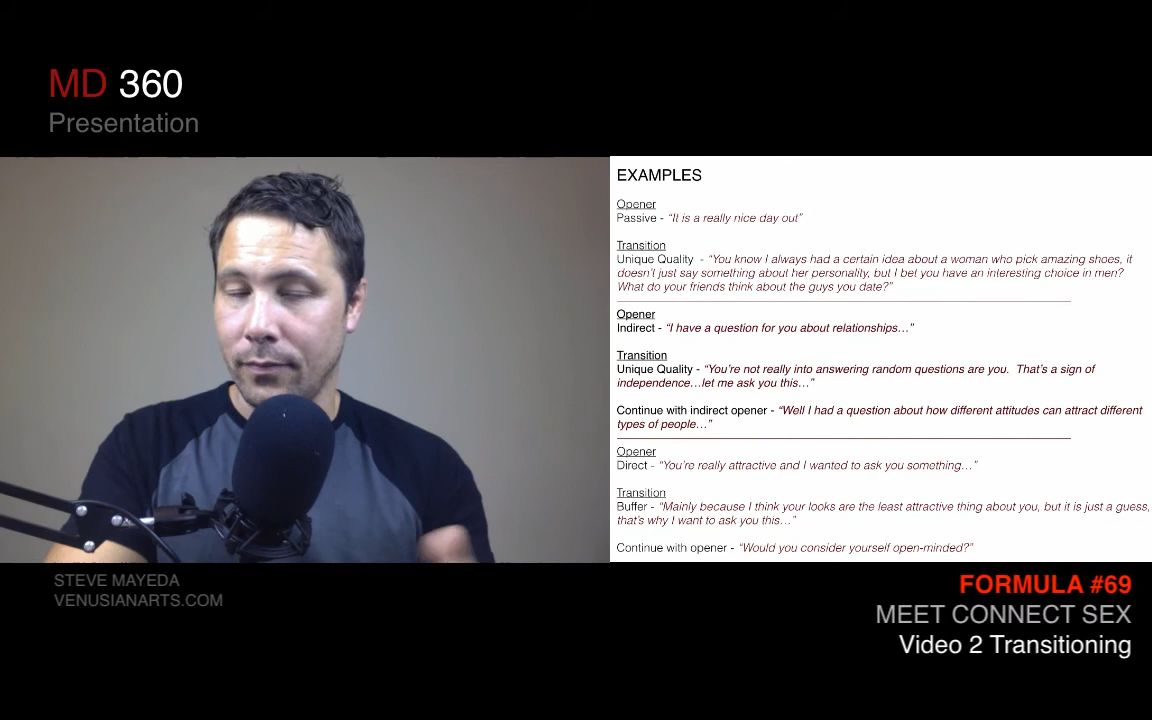 MD 360
Presentation
EXAMPLES
Opener
Passive - “It is a really nice day out”
Transition
Unique Quality - “You know I always had a certain idea about a woman who pick amazing shoes, it
doesn’t just say something about her personality, but I bet you have an interesting choice in men?
What do your friends think about the guys you date?”
Opener
Indirect - “I have a question for you about relationships…”
Transition
Unique Quality - “You’re not really into answering random questions are you. That’s a sign of
independence…let me ask you this…”
Continue with indirect opener - “Well I had a question about how different attitudes can attract different
types of people…”
Opener
Direct - “You’re really attractive and I wanted to ask you something…”
Transition
Buffer - “Mainly because I think your looks are the least attractive thing about you, but it is just a guess,
that’s why I want to ask you this…”
Continue with opener - “Would you consider yourself open-minded?”
STEVE MAYEDA
VENUSIANARTS.COM
FORMULA #69
MEET CONNECT SEX
Video 2 Transitioning